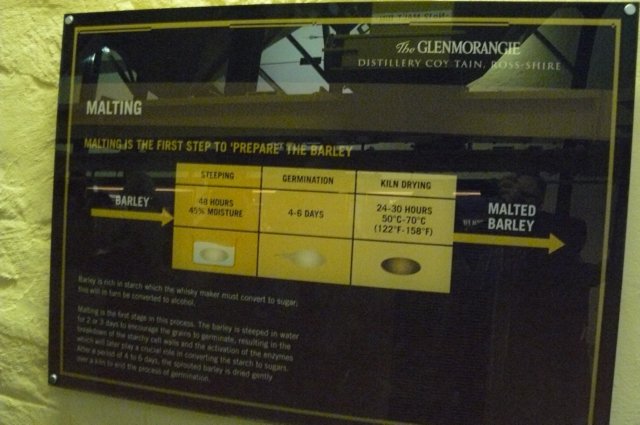 The GLENMORANGIE
DISTILLERY COY TAIN, ROSS-SHIRE
MALTING
MALTING IS THE FIRST STEP TO 'PREPARE' THE BARLEY
BARLEY
STEEPING
48 HOURS
45% MOISTURE
GERMINATION
4-6 DAYS
KILN DRYING
24-30 HOURS
50°C-70°C
(122°F-158°F)
MALTED
BARLEY
Barley is rich in starch which the whisky maker must convert to sugar;
this will in turn be converted to alcohol.
Malting is the first stage in this process. The barley is steeped in water
for 2 or 3 days to encourage the grains to germinate, resulting in the
breakdown of the starchy cell walls and the activation of the enzymes
which will later play a crucial role in converting the starch to sugars.
After a period of 4 to 6 days, the sprouted barley is dried gently
over a kiln to end the process of germination.